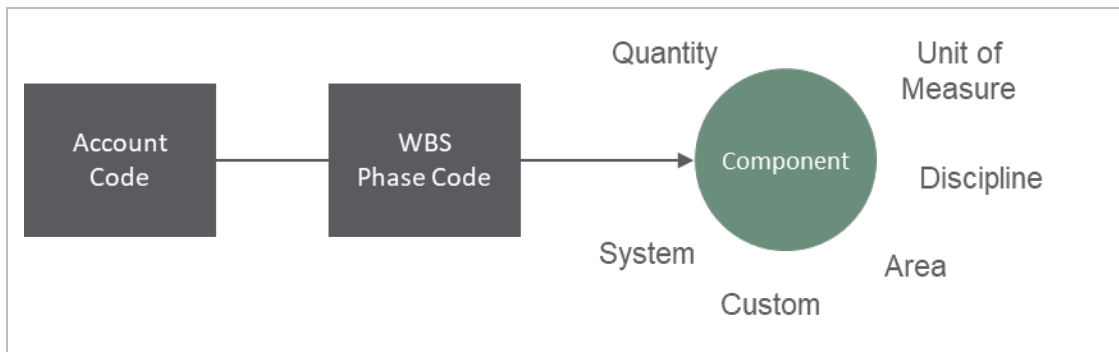 Account
Code
WBS
Phase Code
Component
Quantity
Unit of
Measure
Discipline
Area
Custom
System